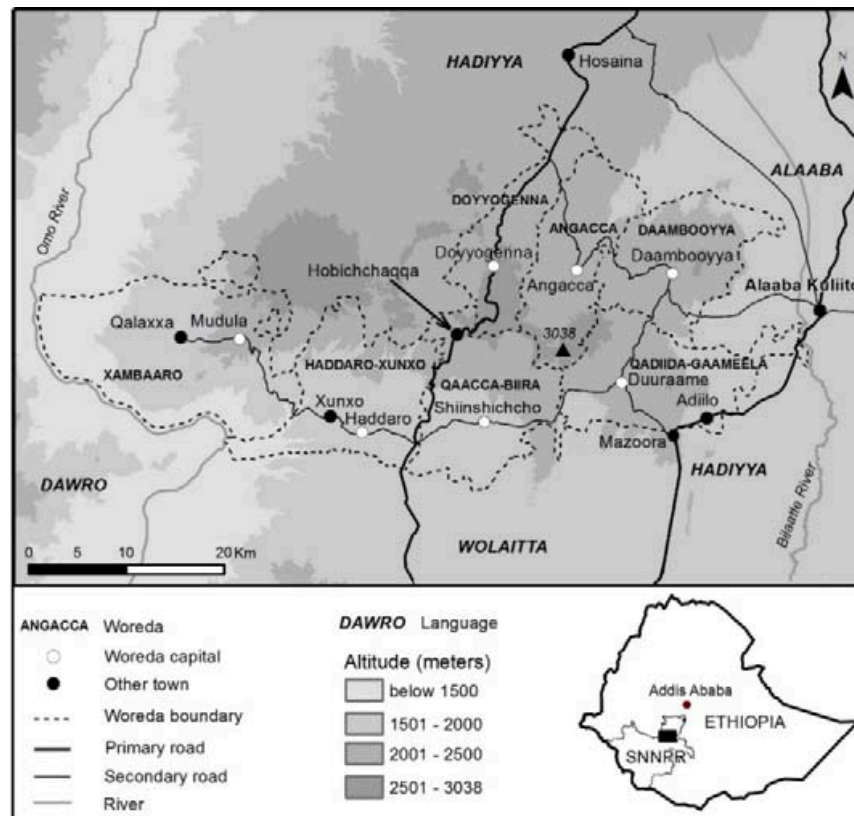 HADIYYA
Hosaina
N
ALAABA
Omo River
DOYYOGENNA
ANGACCA
DAAMBOOYYA
Doyyogenna
Daambooyya
Hobichchaqqa
Angacca
Alaaba Kuliito
Qalaxxa
Mudula
3038
HADDARO-XUNXO
QADIIDA-GAAMEELA
XAMBAARO
QAACCA-BIIRA
Duuraame
Xunxo
Shiinshichcho
Adiilo
Haddaro
Mazoora
DAWRO
HADIYYA
Bilaatte River
WOLAITTA
0 10 20 Km
ANGACCA Woreda
Woreda capital
Other town
Woreda boundary
Primary road
Secondary road
River
DAWRO Language
Altitude (meters)
below 1500
1501 - 2000
2001 - 2500
2501 - 3038
Addis Ababa
ETHIOPIA
SNNPR